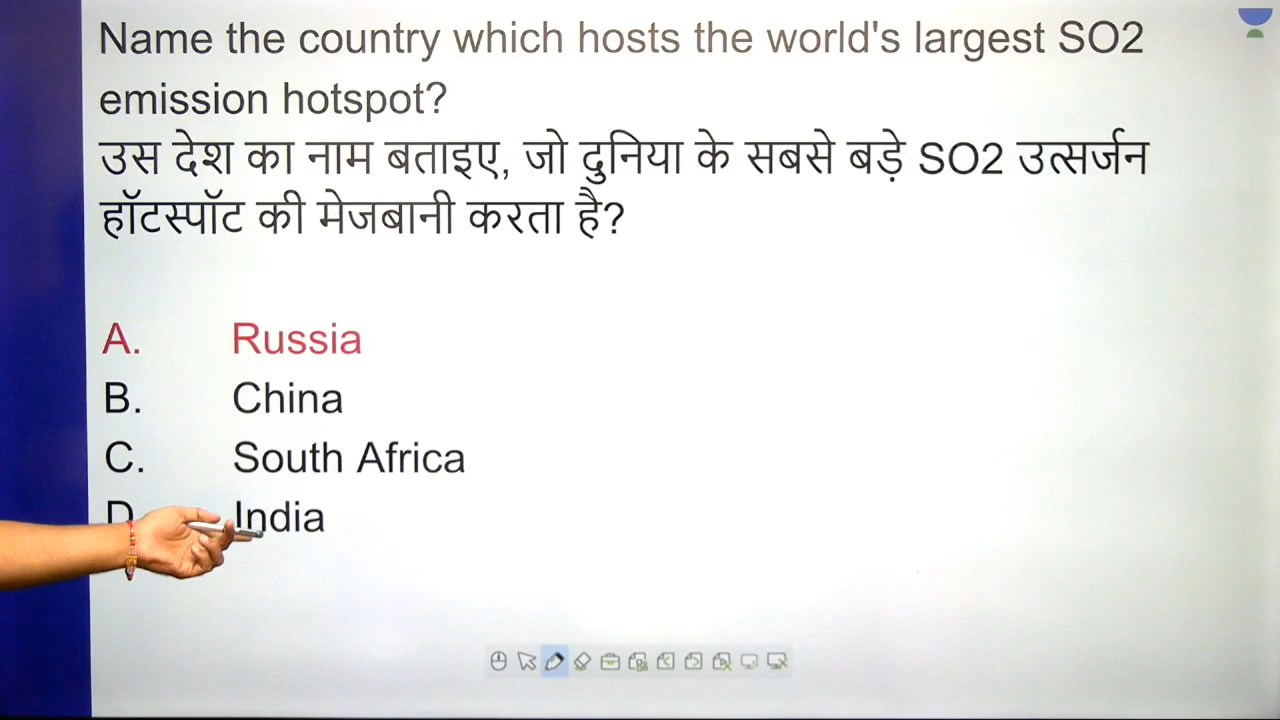 Name the country which hosts the world's largest SO2
emission hotspot?
उस देश का नाम बताइए, जो दुनिया के सबसे बड़े SO2 उत्सर्जन
हॉटस्पॉट की मेजबानी करता है?
A. Russia
B. China
C. South Africa
D. India